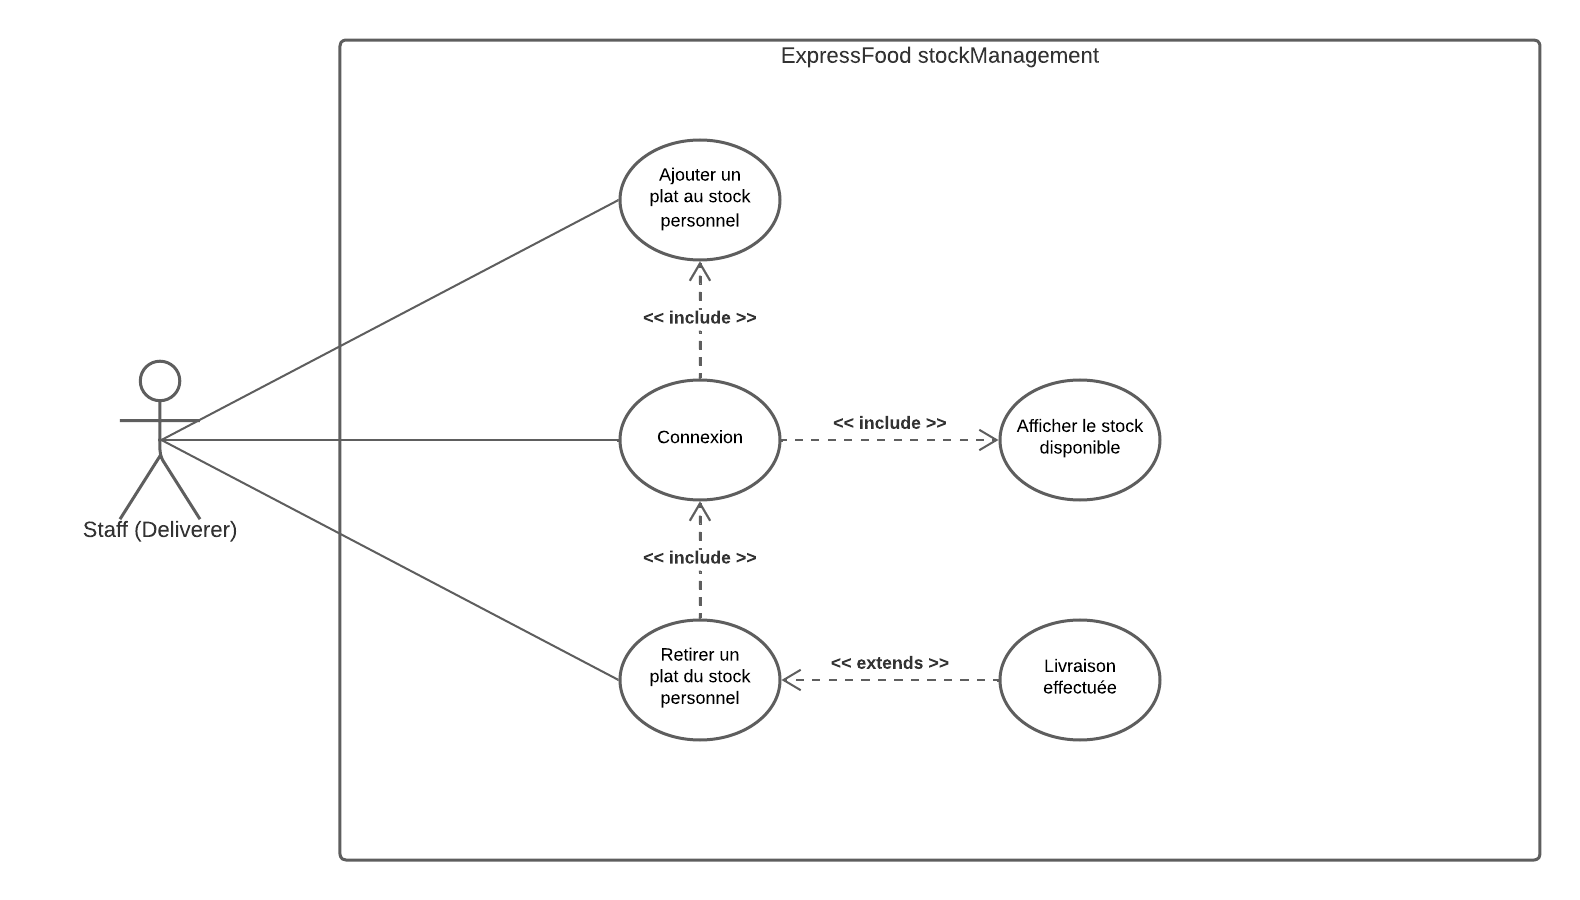 ExpressFood stockManagement
Ajouter un
plat au stock
personnel
<< include >>
Connexion
<< include >>
Afficher le stock
disponible
Staff (Deliverer)
<< include >>
Retirer un
plat du stock
personnel
<< extends >>
Livraison
effectuée